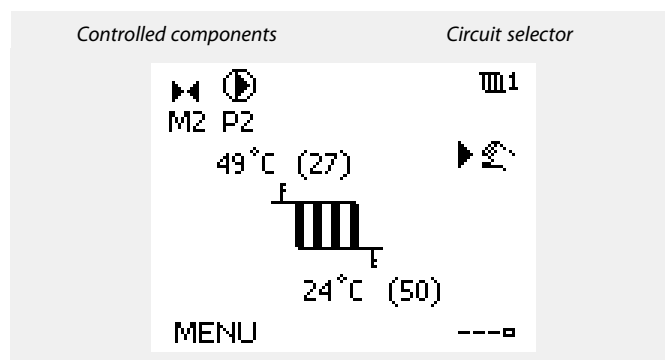 Controlled components Circuit selector
1
M2 P2
49°C (27)
24°C (50)
MENU ---▫